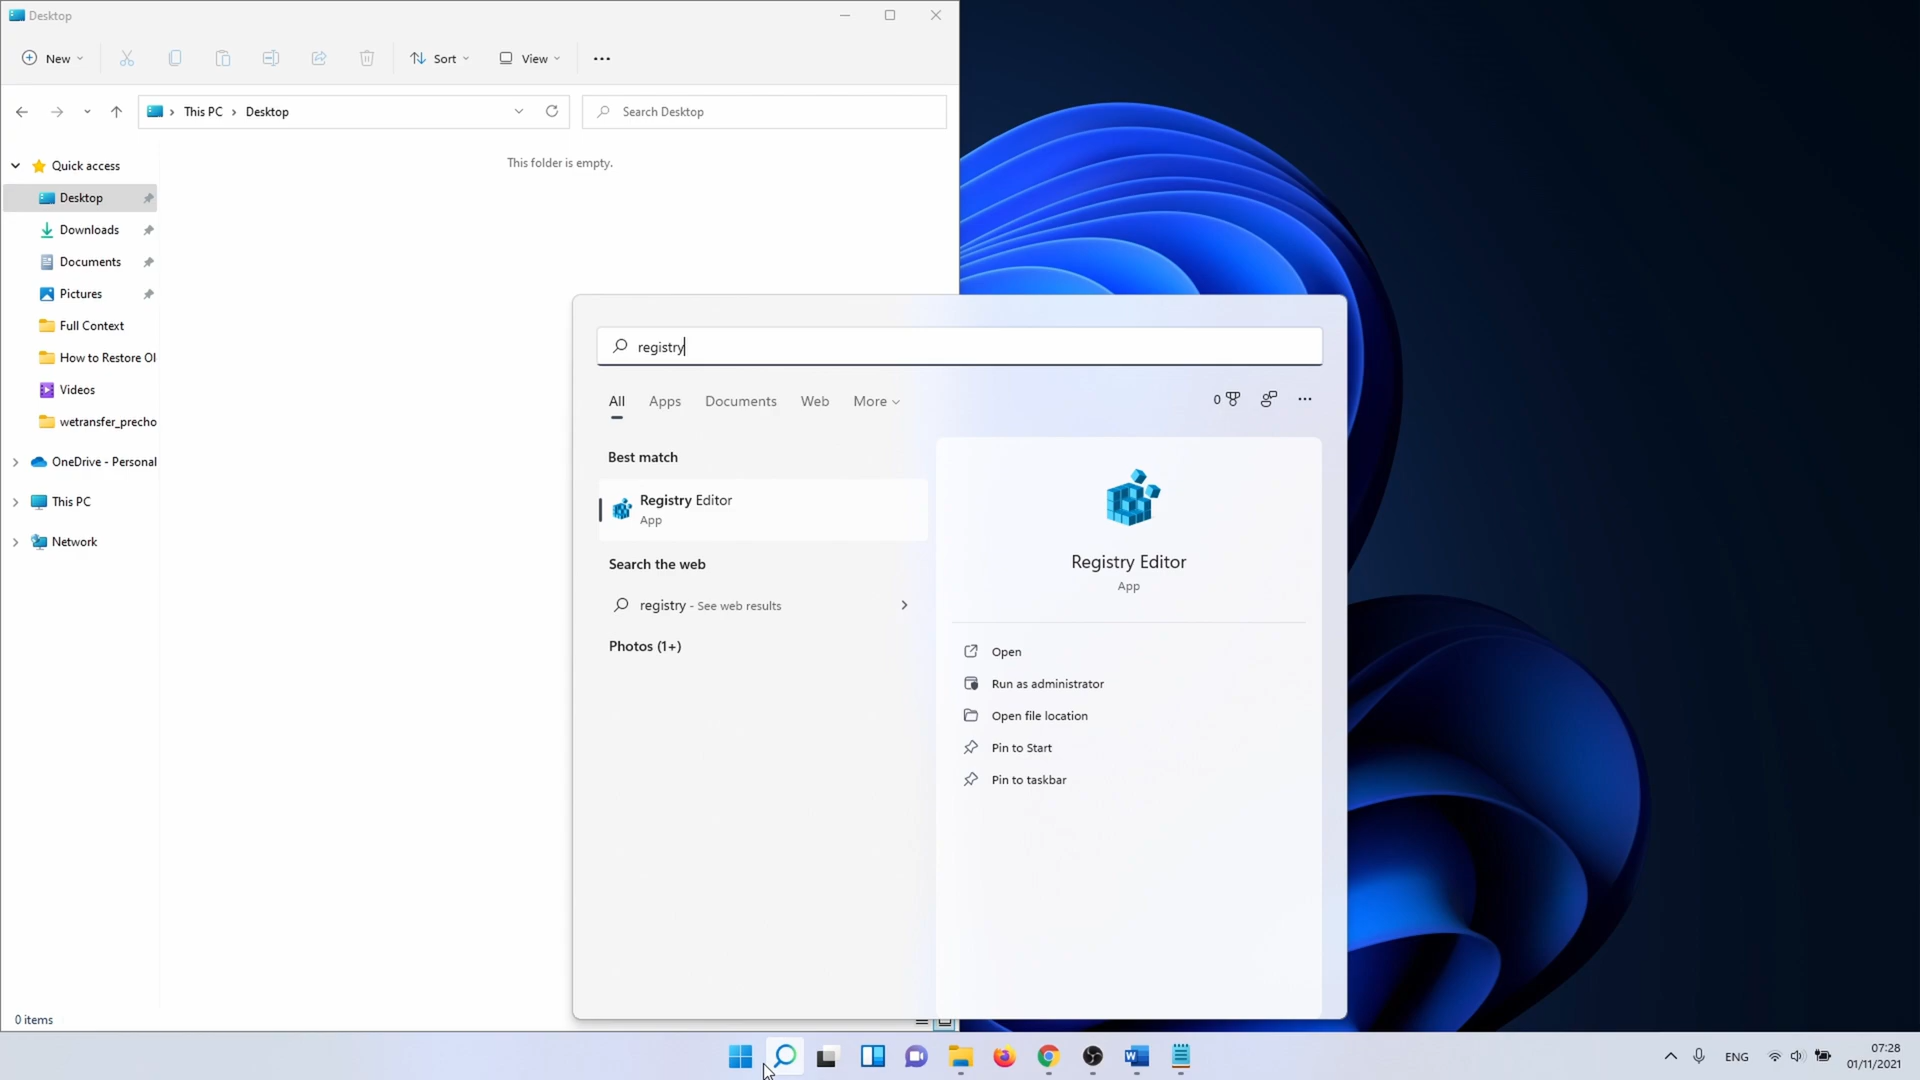 Desktop
New
Sort
View
This PC
Desktop
Search Desktop
This folder is empty.
Quick access
Desktop
Downloads
Documents
Pictures
Full Context
How to Restore Ol
Videos
wetransfer_precho
OneDrive - Personal
This PC
Network
0 items
registry
All
Apps
Documents
Web
More
0
Best match
Registry Editor
App
Search the web
registry - See web results
Photos (1+)
Registry Editor
App
Open
Run as administrator
Open file location
Pin to Start
Pin to taskbar
ENG
07:28
01/11/2021